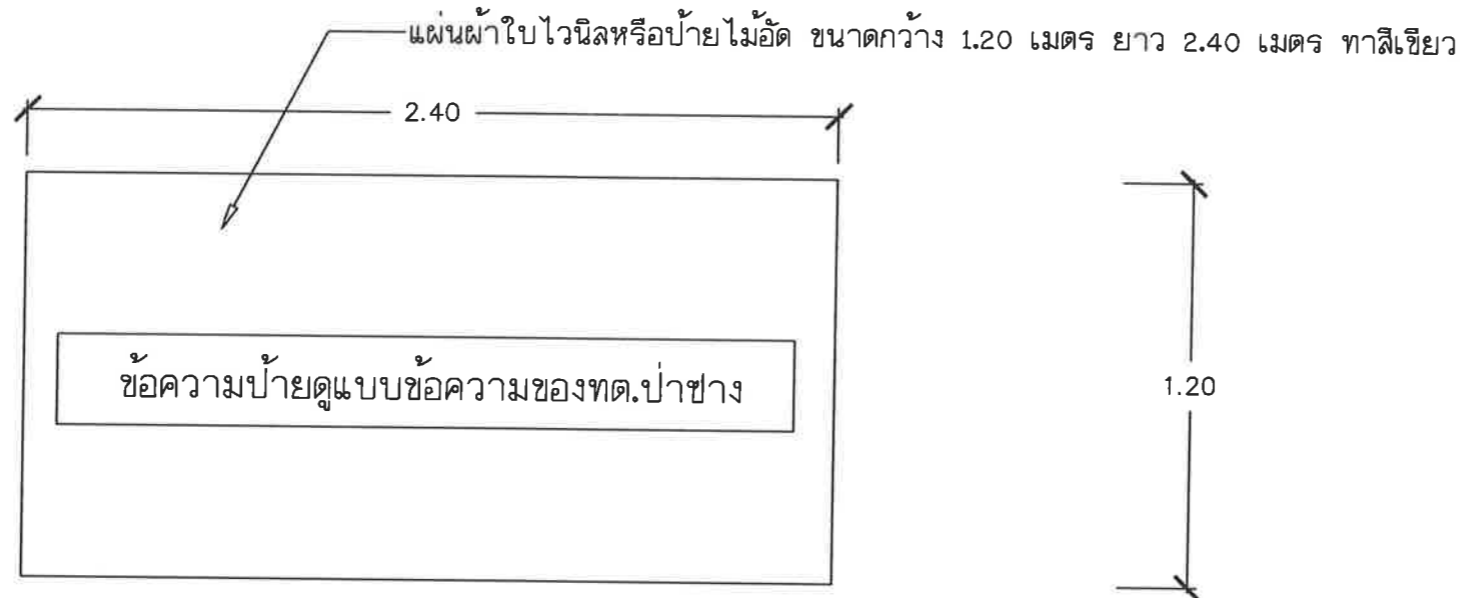 แผ่นผ้าใบไวนิลหรือป้ายไม้อัด ขนาดกว้าง 1.20 เมตร ยาว 2.40 เมตร ทาสีเขียว
2.40
ข้อความป้ายดูแบบข้อความของทต.ป่าซาง
1.20